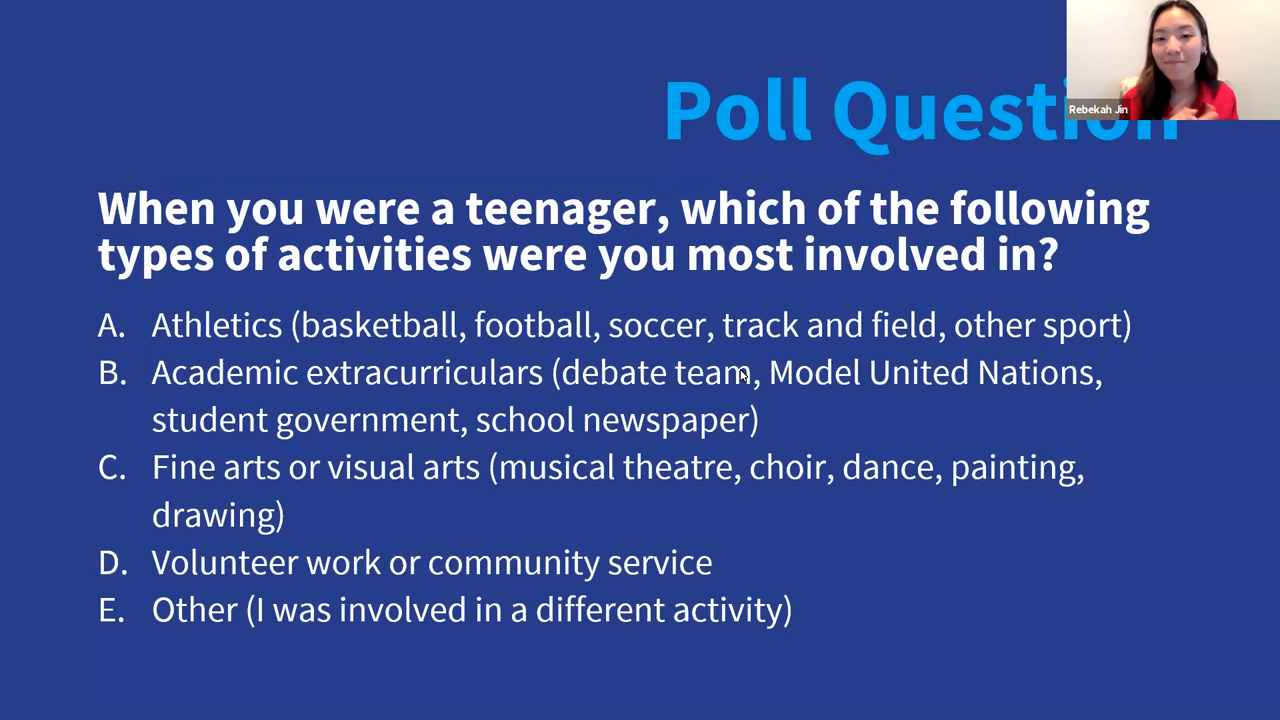 Poll Question
Rebekah Jin
When you were a teenager, which of the following
types of activities were you most involved in?
A. Athletics (basketball, football, soccer, track and field, other sport)
B. Academic extracurriculars (debate team, Model United Nations,
student government, school newspaper)
C. Fine arts or visual arts (musical theatre, choir, dance, painting,
drawing)
D. Volunteer work or community service
E. Other (I was involved in a different activity)